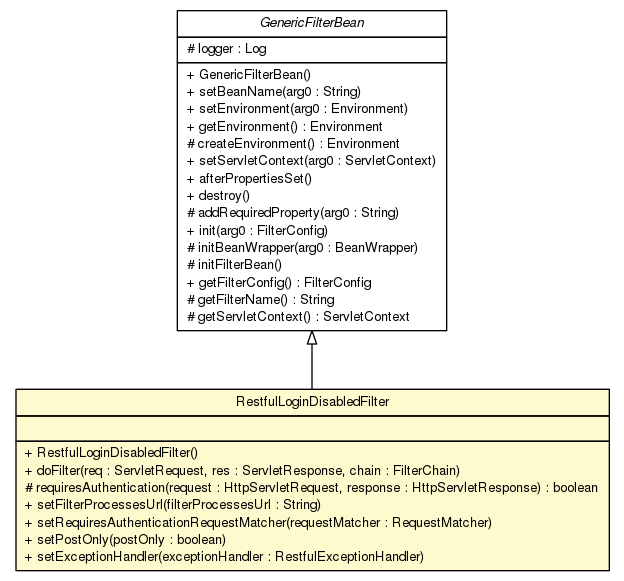 GenericFilterBean
# logger : Log
+ GenericFilterBean()
+ setBeanName(arg0 : String)
+ setEnvironment(arg0 : Environment)
+ getEnvironment() : Environment
# createEnvironment() : Environment
+ setServletContext(arg0 : ServletContext)
+ afterPropertiesSet()
+ destroy()
# addRequiredProperty(arg0 : String)
+ init(arg0 : FilterConfig)
# initBeanWrapper(arg0 : BeanWrapper)
# initFilterBean()
+ getFilterConfig() : FilterConfig
# getFilterName() : String
# getServletContext() : ServletContext
RestfulLoginDisabledFilter
+ RestfulLoginDisabledFilter()
+ doFilter(req : ServletRequest, res : ServletResponse, chain : FilterChain)
# requiresAuthentication(request : HttpServletRequest, response : HttpServletResponse) : boolean
+ setFilterProcessesUrl(filterProcessesUrl : String)
+ setRequiresAuthenticationRequestMatcher(requestMatcher : RequestMatcher)
+ setPostOnly(postOnly : boolean)
+ setExceptionHandler(exceptionHandler : RestfulExceptionHandler)